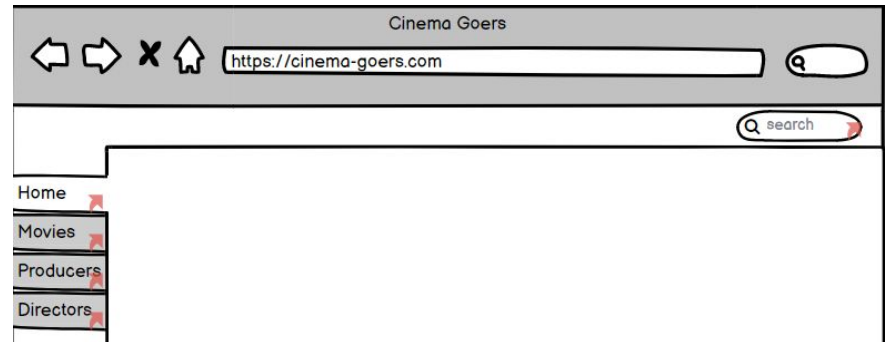 Cinema Goers
https://cinema-goers.com
search
Home
Movies
Producers
Directors